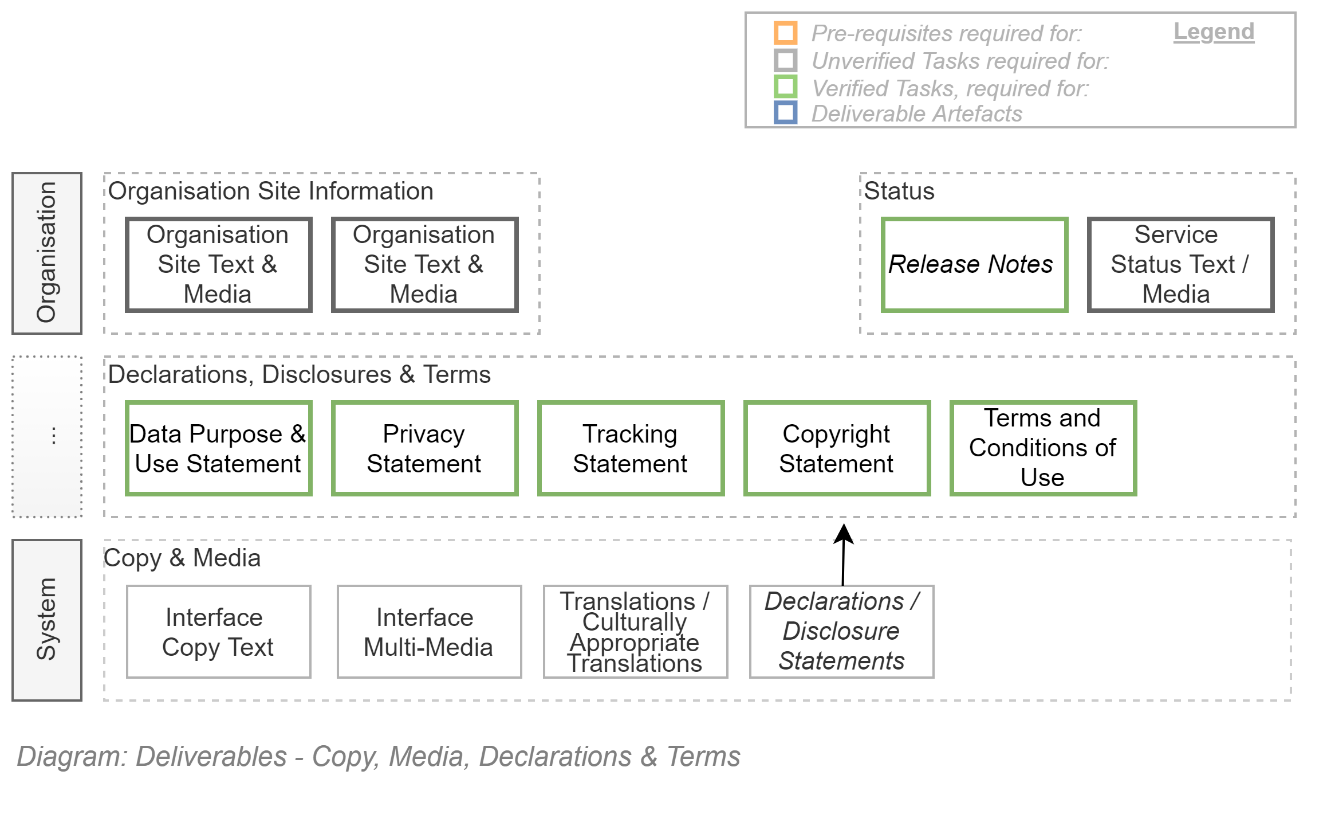 Legend
Pre-requisites required for:
Unverified Tasks required for:
Verified Tasks, required for:
Deliverable Artefacts
Organisation
Organisation Site Information
Organisation
Site Text &
Media
Organisation
Site Text &
Media
Status
Release Notes
Service
Status Text /
Media
...
Declarations, Disclosures & Terms
Data Purpose &
Use Statement
Privacy
Statement
Tracking
Statement
Copyright
Statement
Terms and
Conditions of
Use
System
Copy & Media
Interface
Copy Text
Interface
Multi-Media
Translations /
Culturally
Appropriate
Translations
Declarations /
Disclosure
Statements
Diagram: Deliverables - Copy, Media, Declarations & Terms